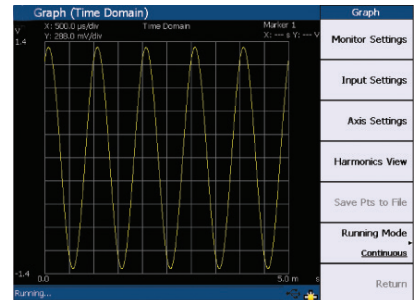 Graph (Time Domain)
Graph
V
X: 500.0 µs/div
Y: 288.0 mV/div
Time Domain
Marker 1
X: --- s Y: --- V
1.4
-1.4
0.0
5.0 m
s
Running...
Monitor Settings
Input Settings
Axis Settings
Harmonics View
Save Pts to File
Running Mode
Continuous
Return